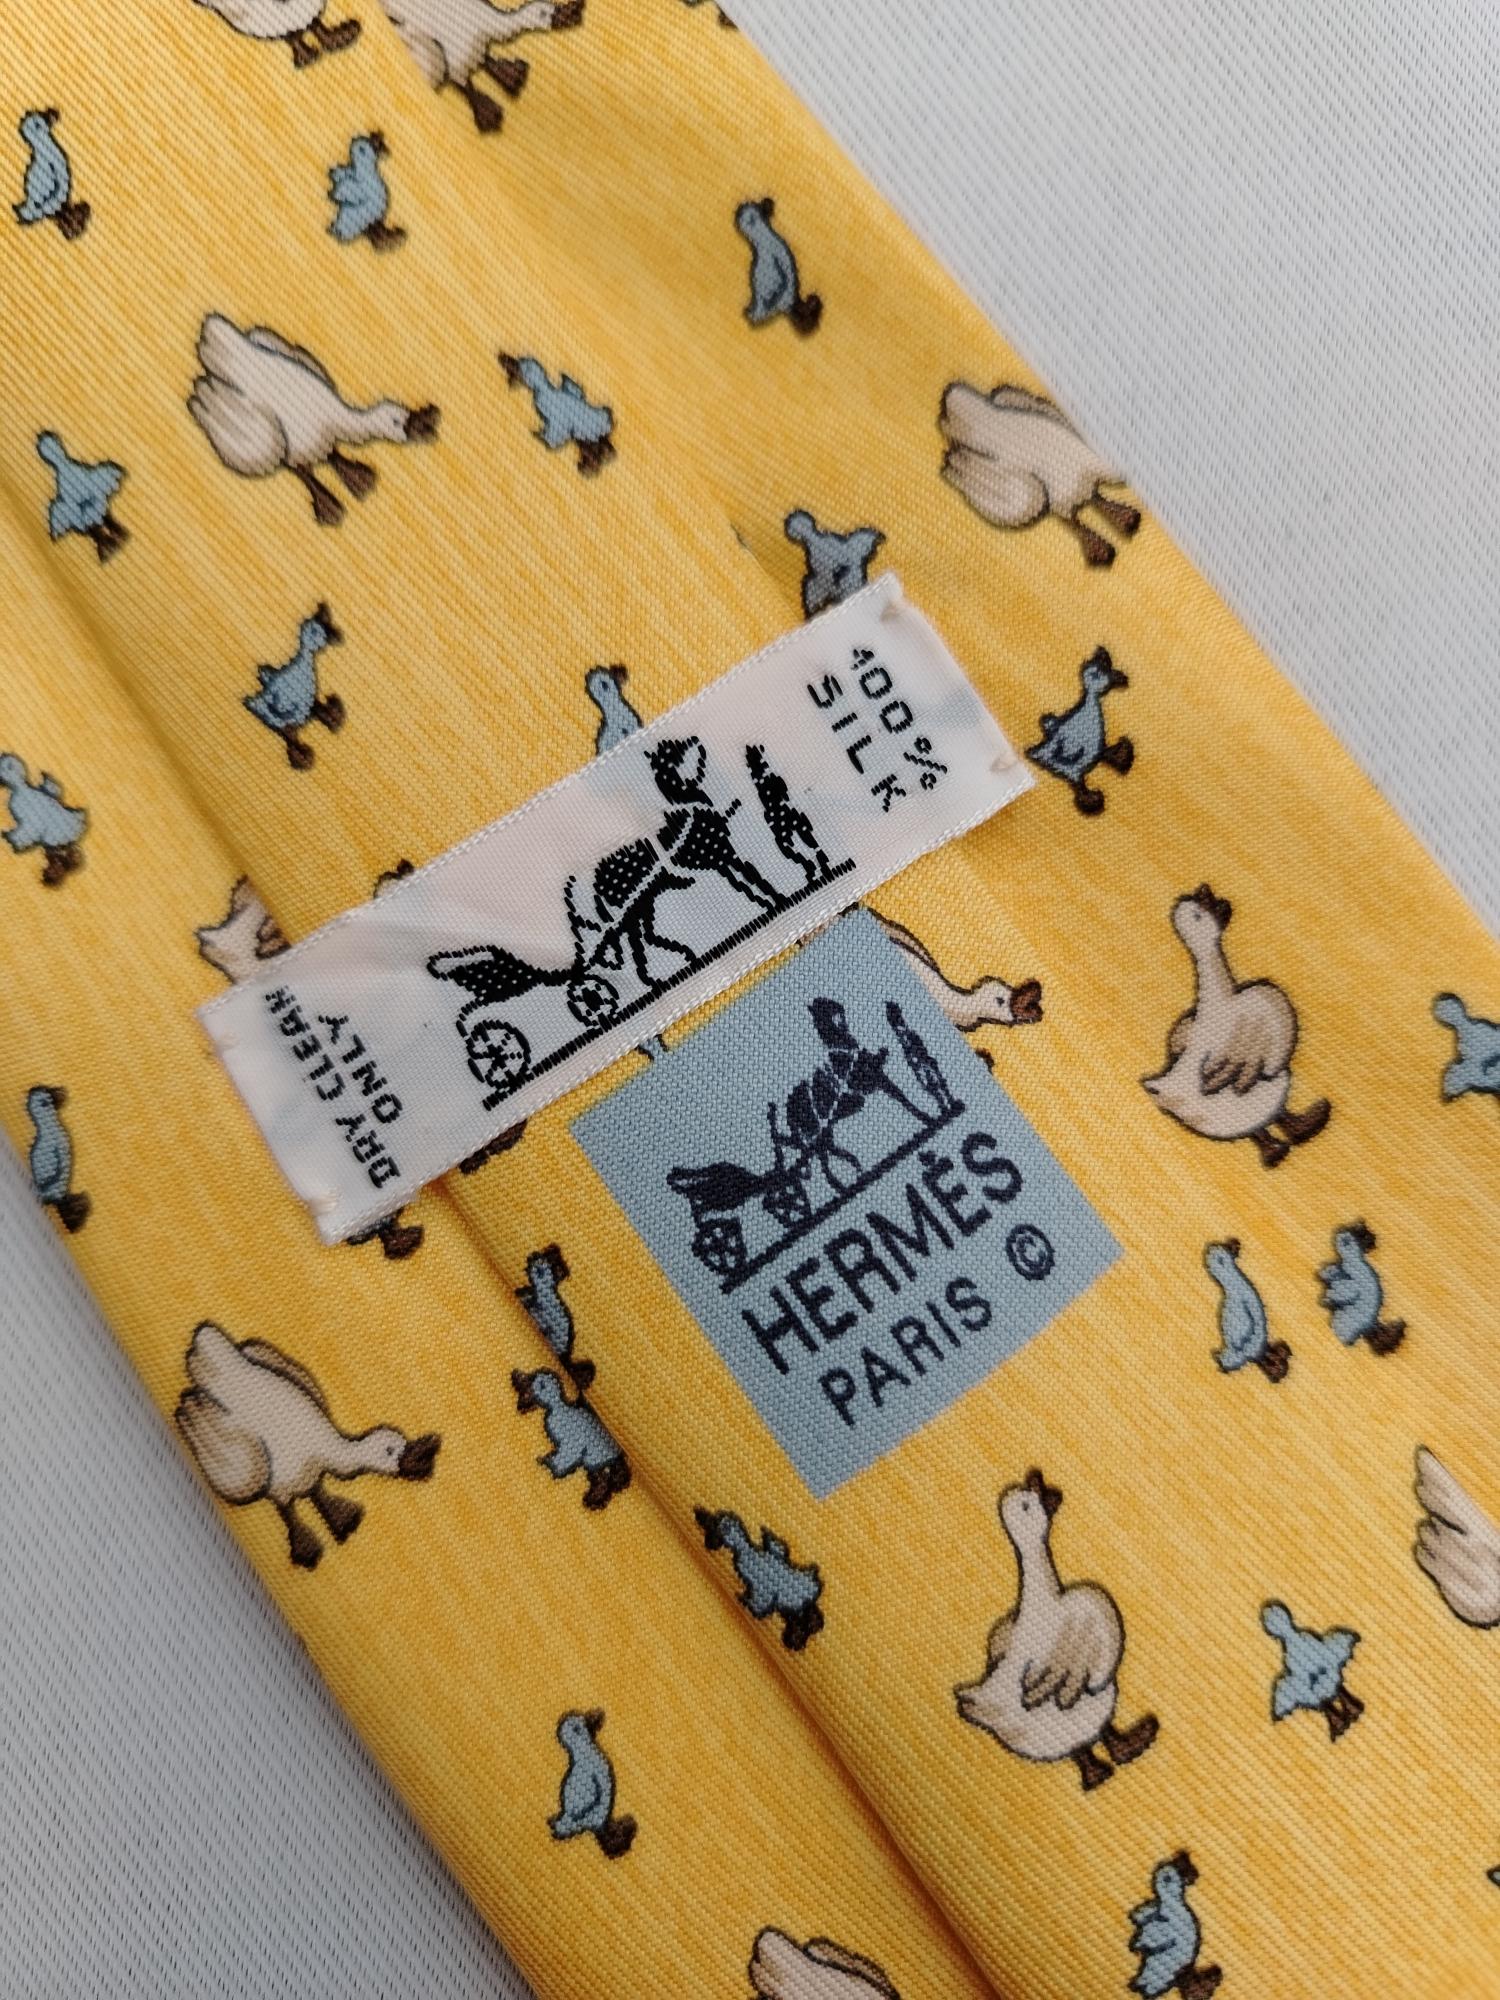 100%
SILK
DRY CLEAN
ONLY
HERMÈS
PARIS ©